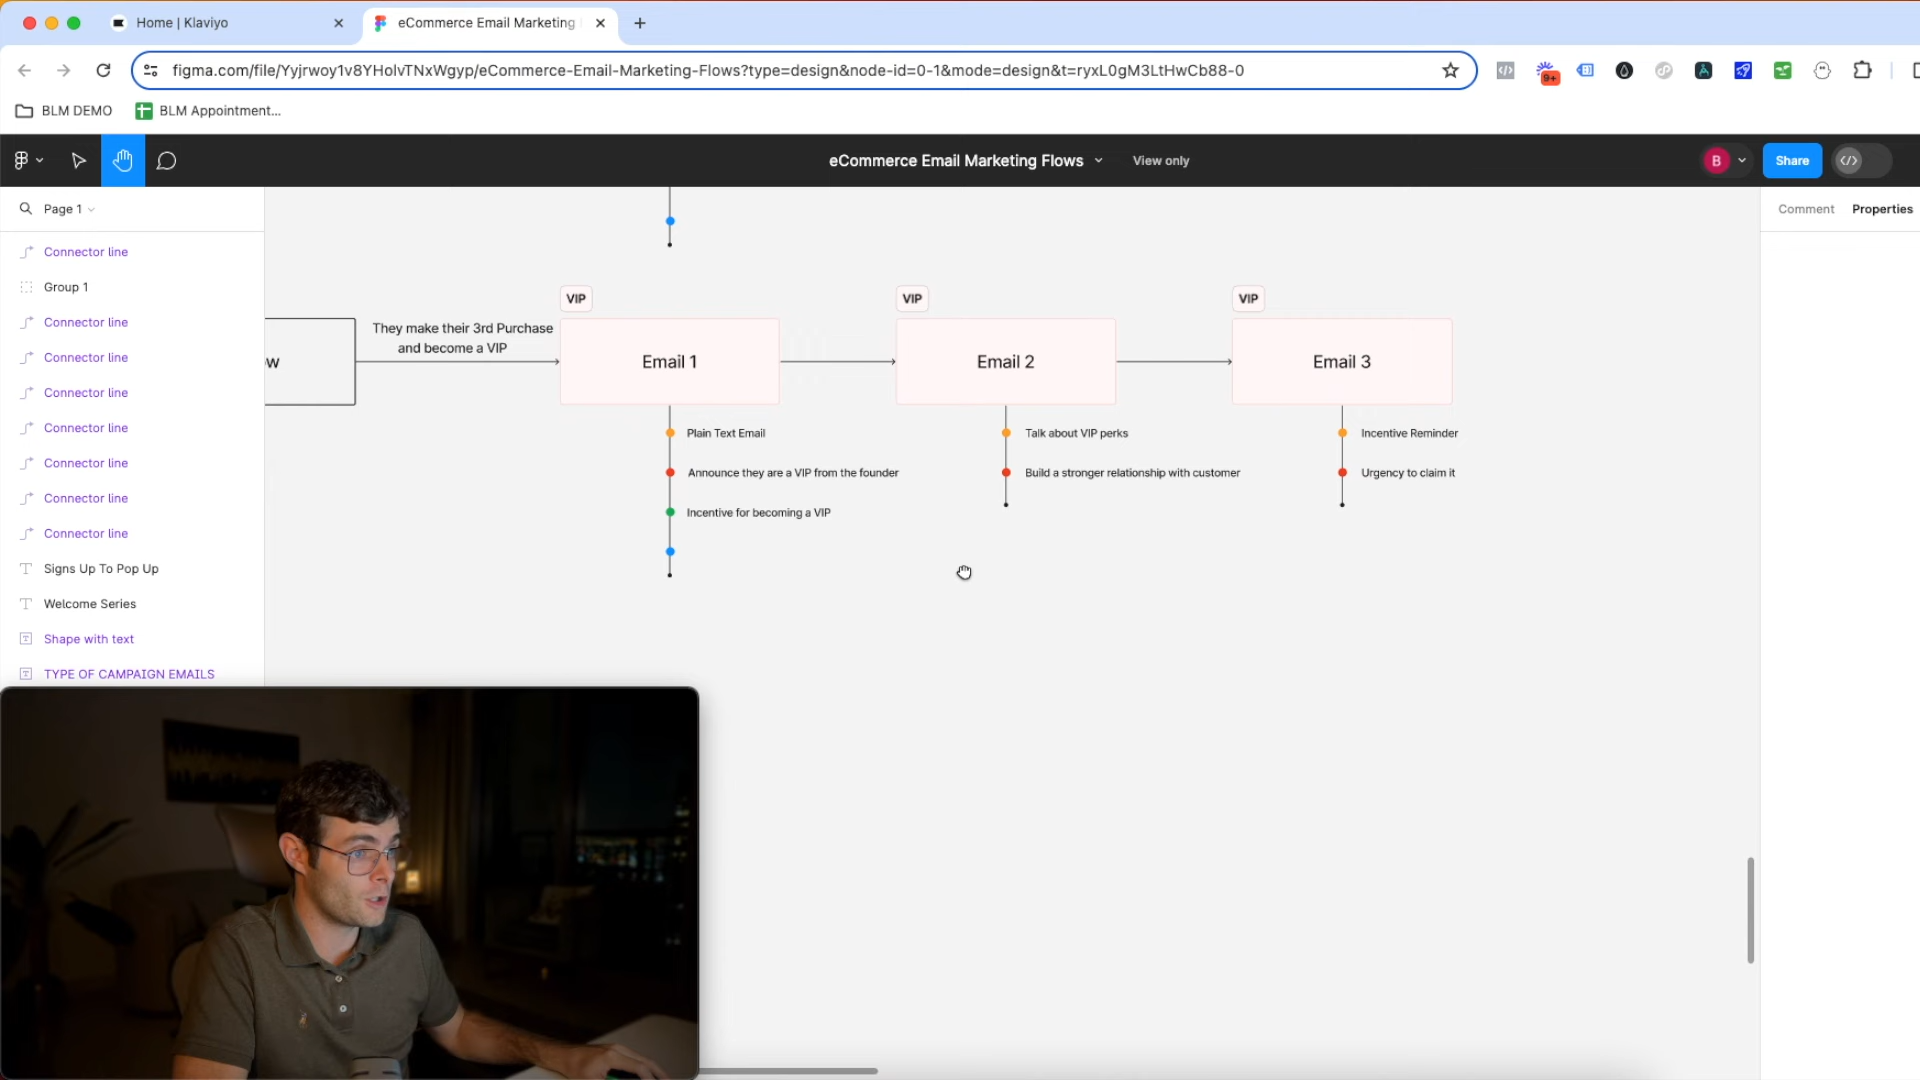 Home | Klaviyo
eCommerce Email Marketing
figma.com/file/Yyjrwoy1v8YHolvTNxWgyp/eCommerce-Email-Marketing-Flows?type=design&node-id=0-1&mode=design&t=ryxL0gM3LtHwCb88-0
9+
BLM DEMO
BLM Appointment...
eCommerce Email Marketing Flows
View only
B
Share
Page 1
Comment
Properties
Connector line
Group 1
Connector line
Connector line
Connector line
Connector line
Connector line
Connector line
Connector line
Signs Up To Pop Up
Welcome Series
Shape with text
TYPE OF CAMPAIGN EMAILS
They make their 3rd Purchase
and become a VIP
VIP
Email 1
Plain Text Email
Announce they are a VIP from the founder
Incentive for becoming a VIP
VIP
Email 2
Talk about VIP perks
Build a stronger relationship with customer
VIP
Email 3
Incentive Reminder
Urgency to claim it